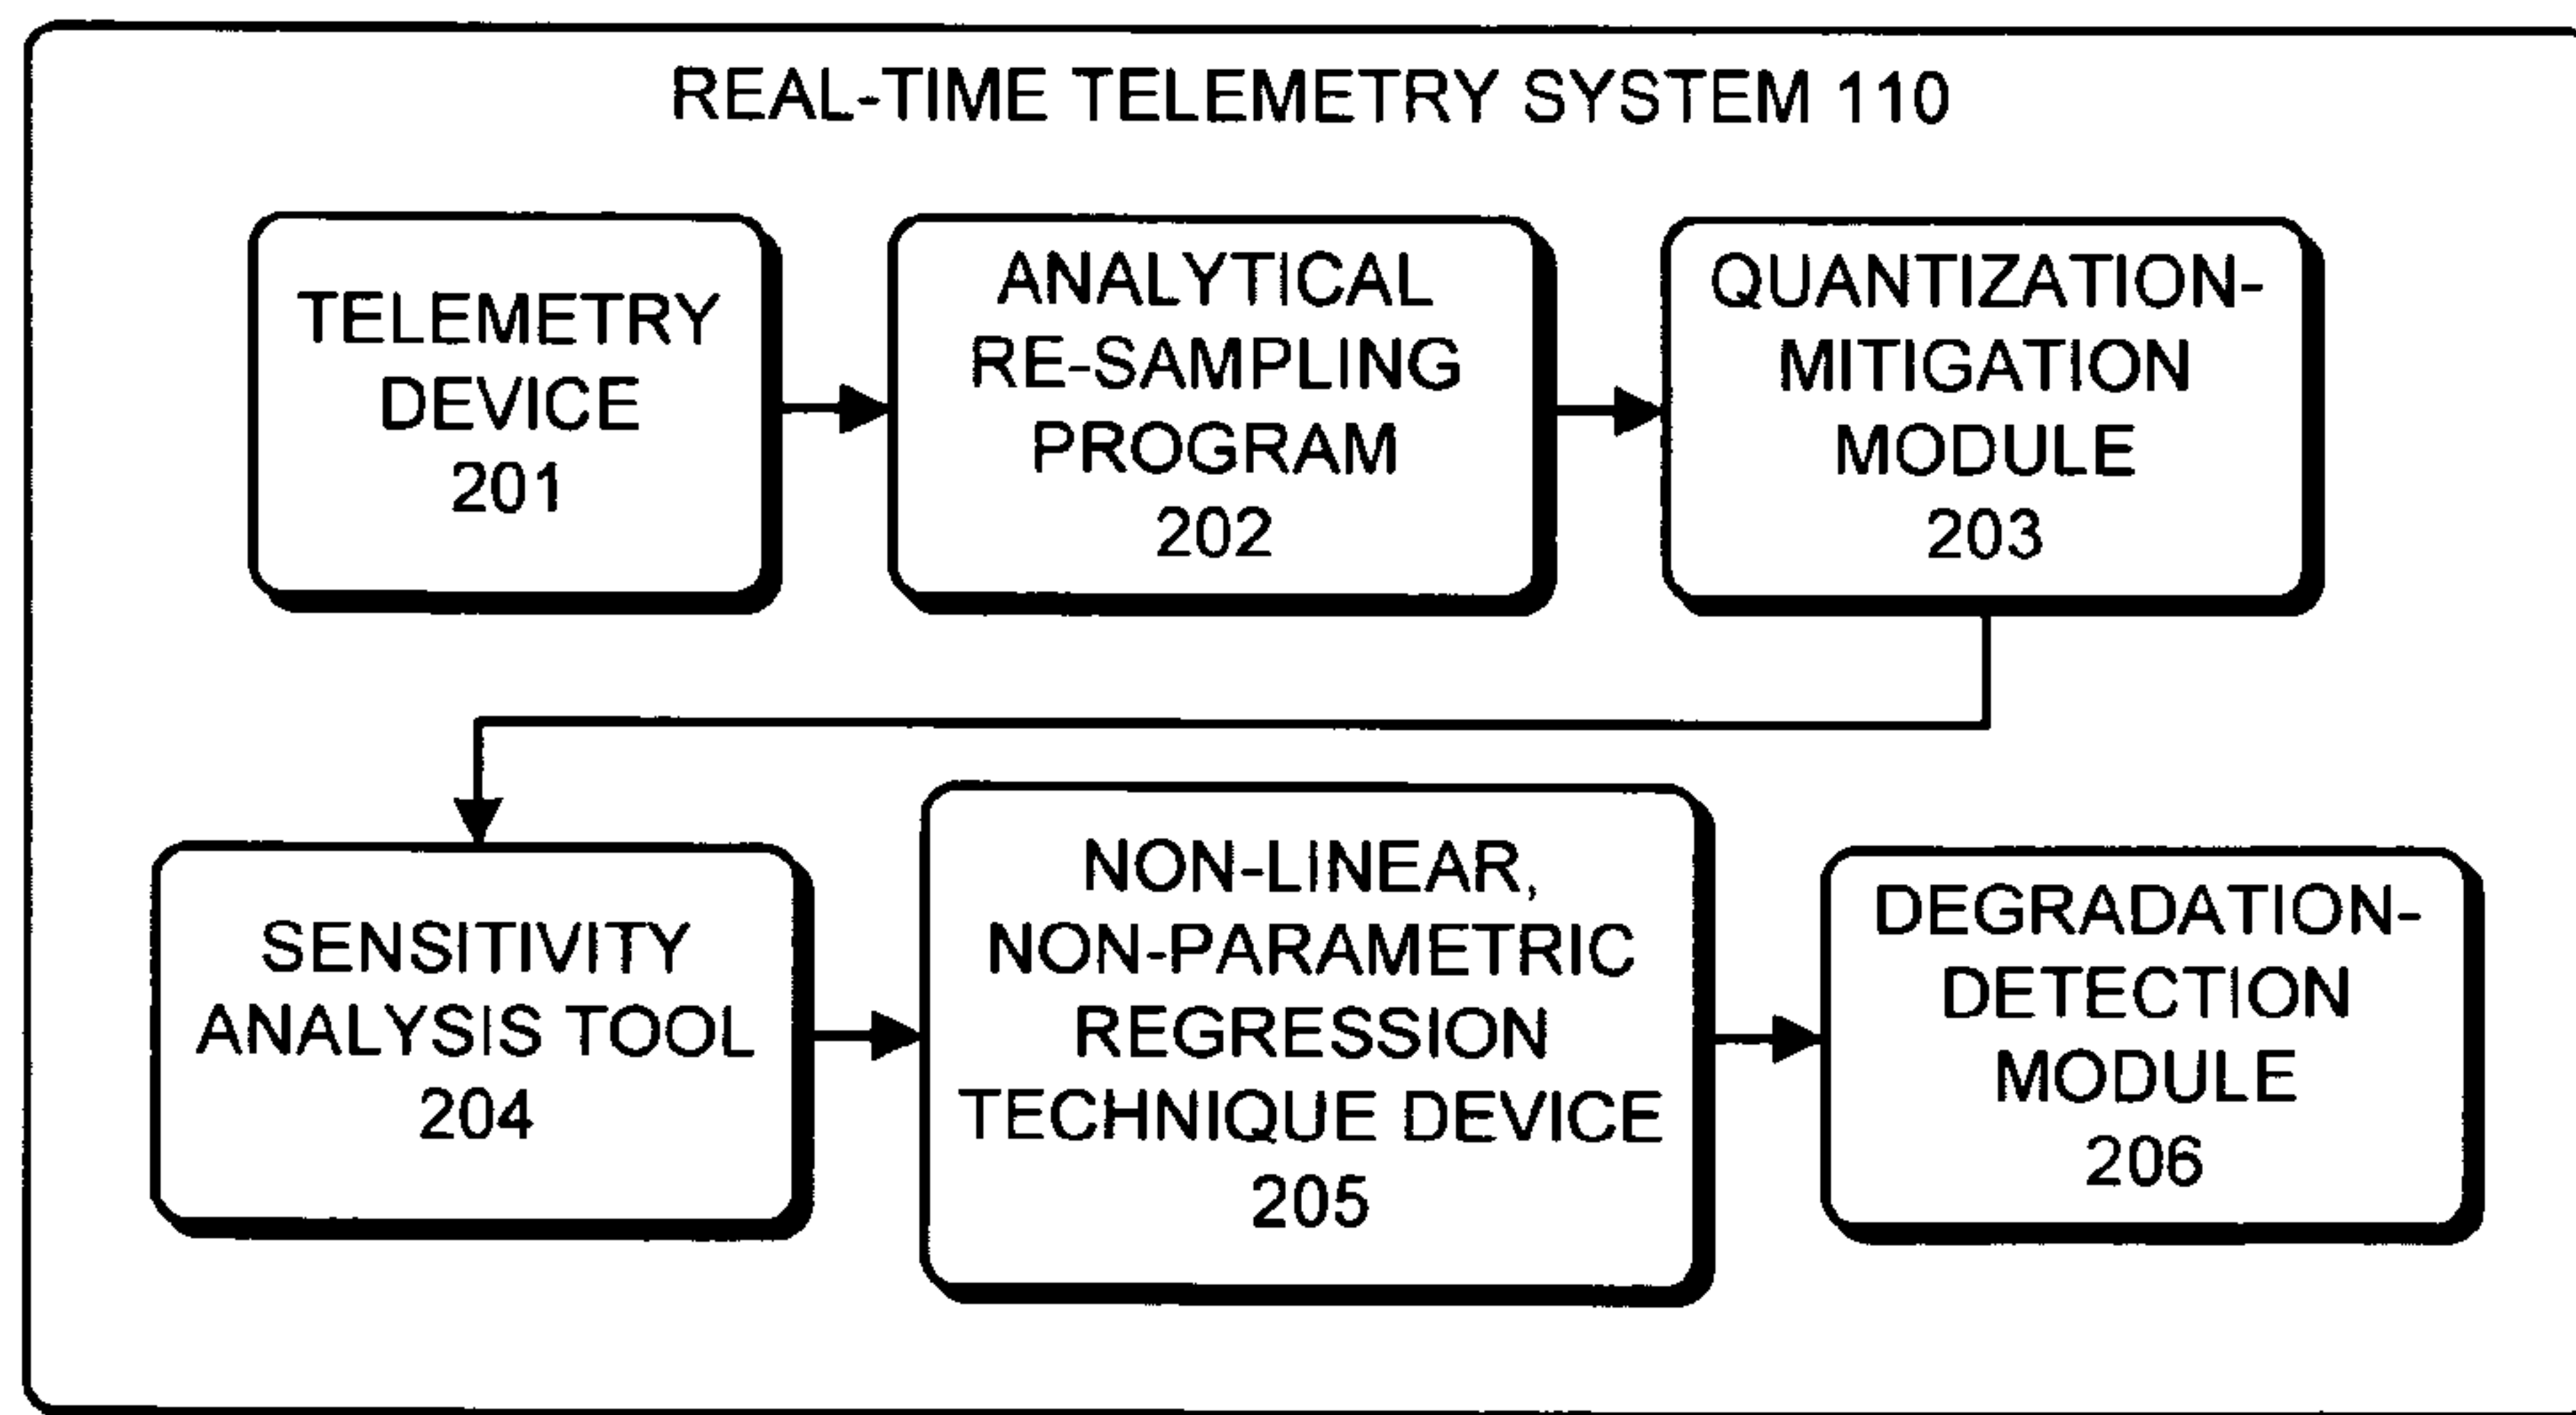 REAL-TIME TELEMETRY SYSTEM 110
TELEMETRY
DEVICE
201
ANALYTICAL
RE-SAMPLING
PROGRAM
202
QUANTIZATION-
MITIGATION
MODULE
203
SENSITIVITY
ANALYSIS TOOL
204
NON-LINEAR,
NON-PARAMETRIC
REGRESSION
TECHNIQUE DEVICE
205
DEGRADATION-
DETECTION
MODULE
206